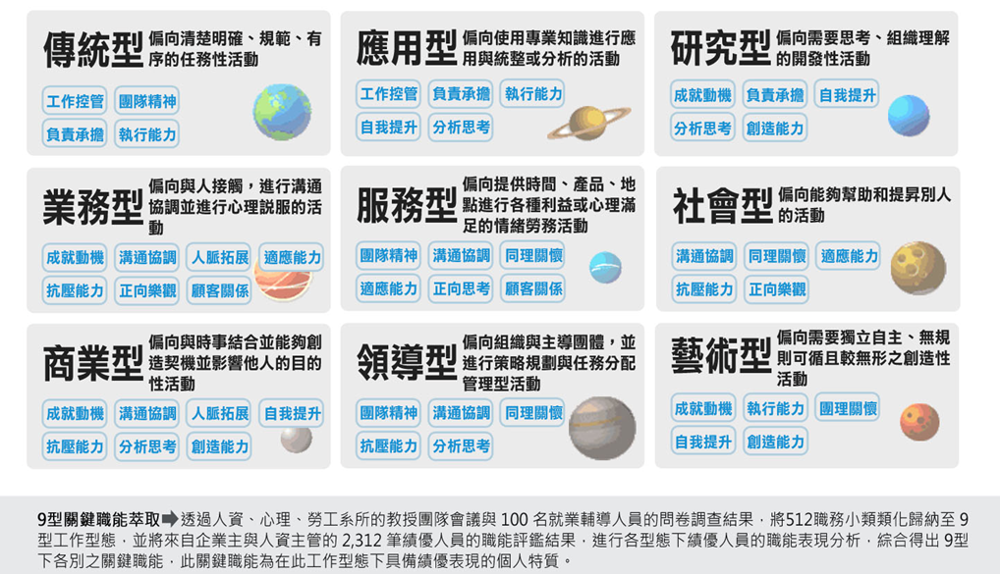 傳統型
偏向清楚明確、規範、有
序的任務性活動
工作控管 團隊精神
負責承擔 執行能力
應用型
偏向使用專業知識進行應
用與統整或分析的活動
工作控管 負責承擔 執行能力
自我提升 分析思考
研究型
偏向需要思考、組織理解
的開發性活動
成就動機 負責承擔 自我提升
分析思考 創造能力
業務型
偏向與人接觸，進行溝通
協調並進行心理說服的活
動
成就動機 溝通協調 人脈拓展 適應能力
抗壓能力 正向樂觀 顧客關係
服務型
偏向提供時間、產品、地
點進行各種利益或心理滿
足的情緒勞務活動
團隊精神 溝通協調 同理關懷
適應能力 正向思考 顧客關係
社會型
偏向能夠幫助和提昇別人
的活動
溝通協調 同理關懷 適應能力
抗壓能力 正向樂觀
商業型
偏向與時事結合並能夠創
造契機並影響他人的目的
性活動
成就動機 溝通協調 人脈拓展 自我提升
抗壓能力 分析思考 創造能力
領導型
偏向組織與主導團體，並
進行策略規劃與任務分配
管理型活動
團隊精神 溝通協調 同理關懷
抗壓能力 分析思考
藝術型
偏向需要獨立自主、無規
則可循且較無形之創造性
活動
成就動機 執行能力 團理關懷
自我提升 創造能力
9型關鍵職能萃取➡透過人資、心理、勞工系所的教授團隊會議與 100 名就業輔導人員的問卷調查結果，將512職務小類類化歸納至 9
型工作型態，並將來自企業主與人資主管的 2,312 筆績優人員的職能評鑑結果，進行各型態下績優人員的職能表現分析，綜合得出 9型
下各別之關鍵職能，此關鍵職能為在此工作型態下具備績優表現的個人特質。